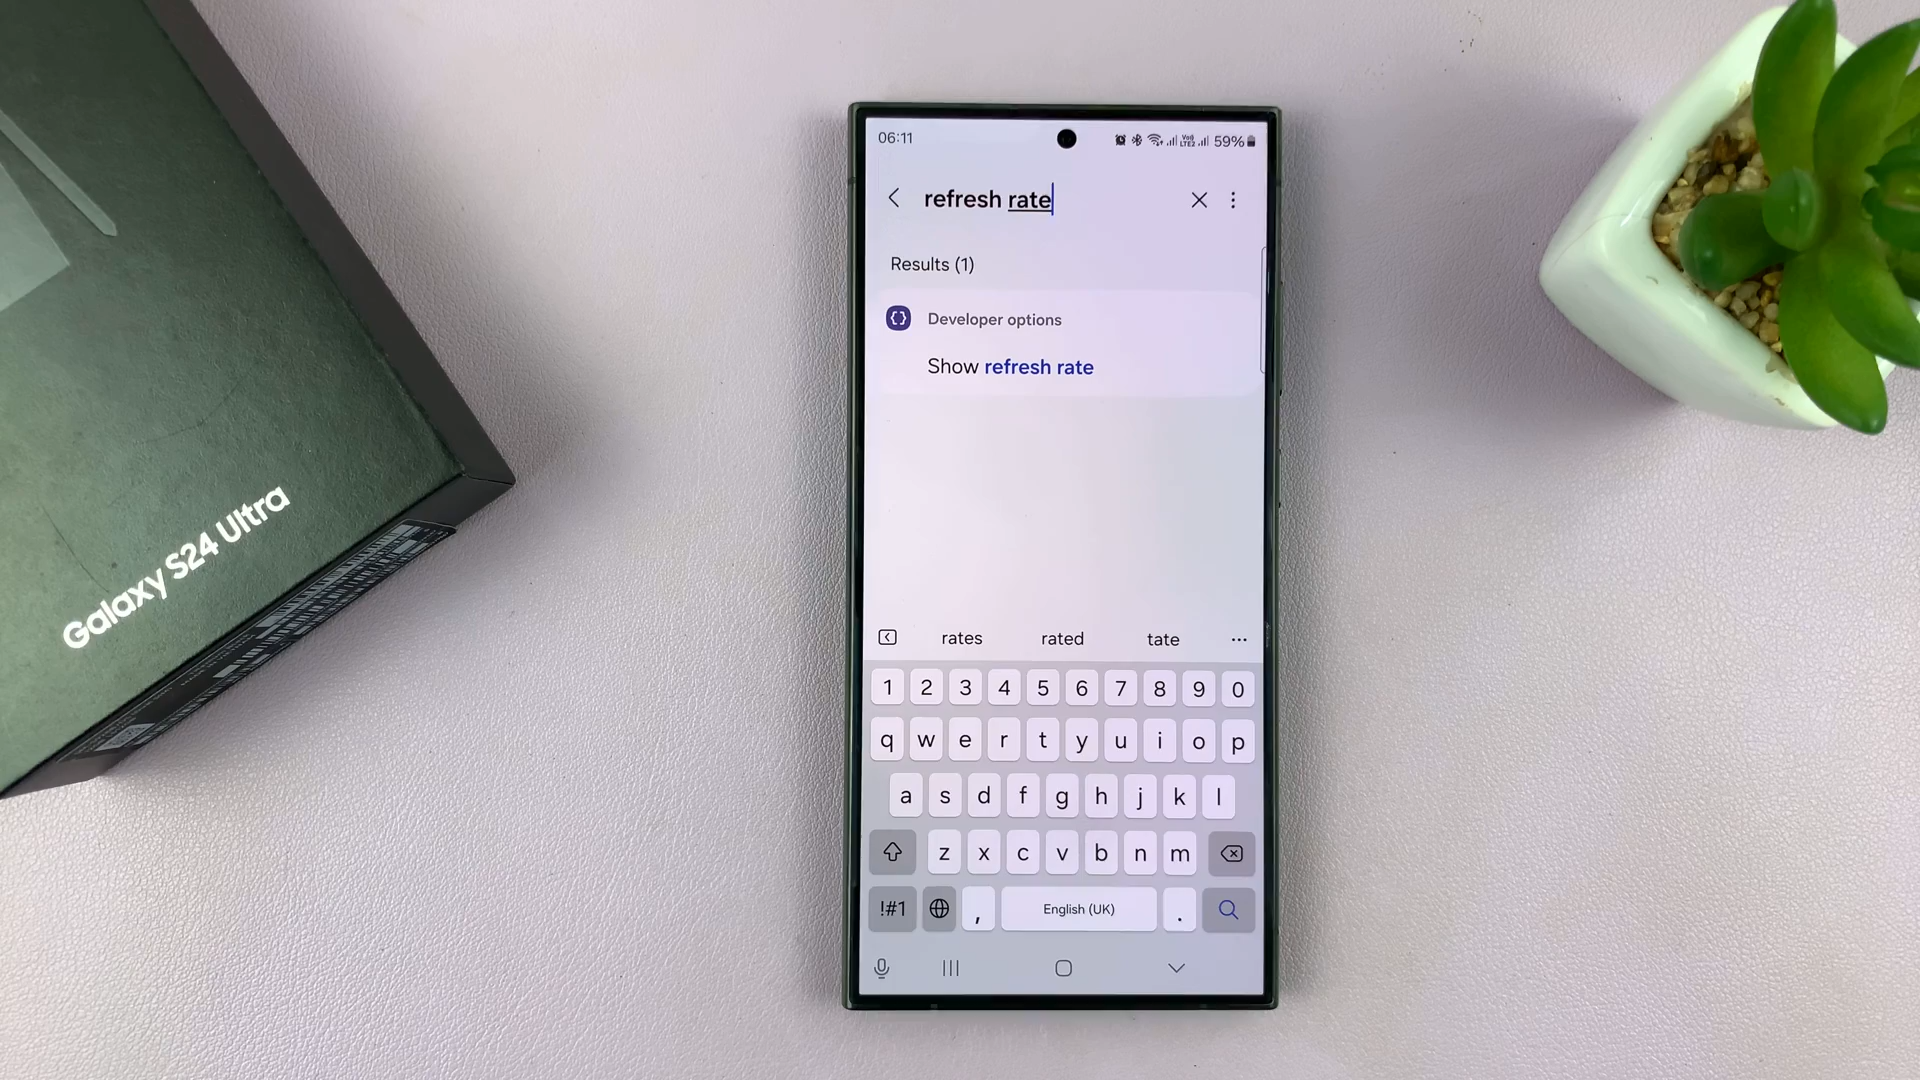 Galaxy S24 Ultra
06:11
59%
refresh rate
Results (1)
Developer options
Show refresh rate
rates rated tate
1 2 3 4 5 6 7 8 9 0
q w e r t y u i o p
a s d f g h j k l
z x c v b n m
!#1 , English (UK) .